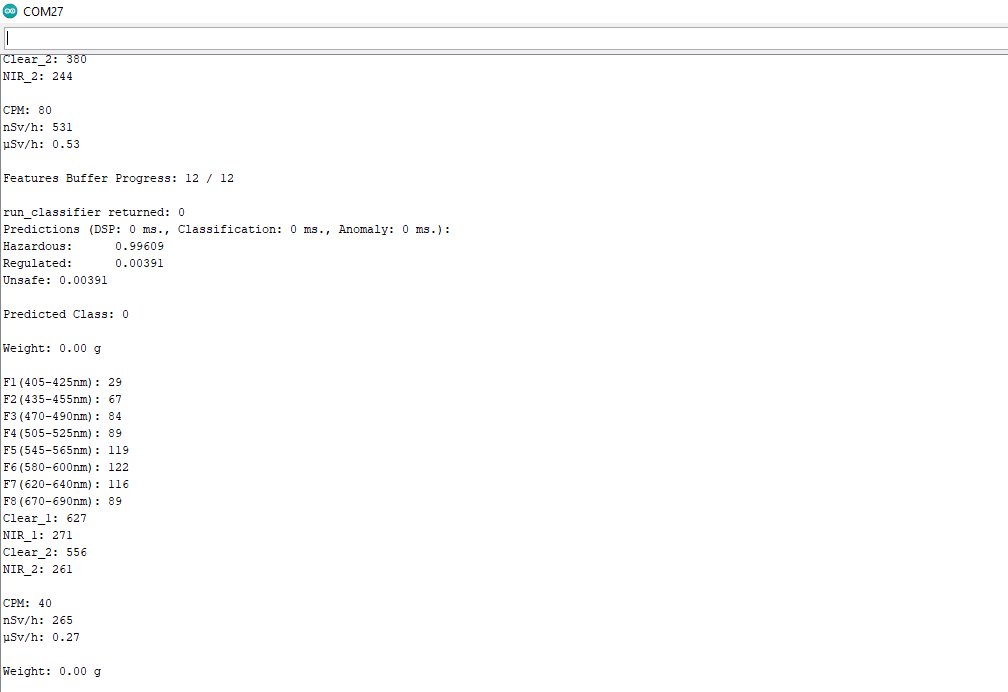 COM27
Clear_2: 380
NIR_2: 244
CPM: 80
nSv/h: 531
µSv/h: 0.53
Features Buffer Progress: 12 / 12
run_classifier returned: 0
Predictions (DSP: 0 ms., Classification: 0 ms., Anomaly: 0 ms.):
Hazardous: 0.99609
Regulated: 0.00391
Unsafe: 0.00391
Predicted Class: 0
Weight: 0.00 g
F1(405-425nm): 29
F2(435-455nm): 67
F3(470-490nm): 84
F4(505-525nm): 89
F5(545-565nm): 119
F6(580-600nm): 122
F7(620-640nm): 116
F8(670-690nm): 89
Clear_1: 627
NIR_1: 271
Clear_2: 556
NIR_2: 261
CPM: 40
nSv/h: 265
µSv/h: 0.27
Weight: 0.00 g